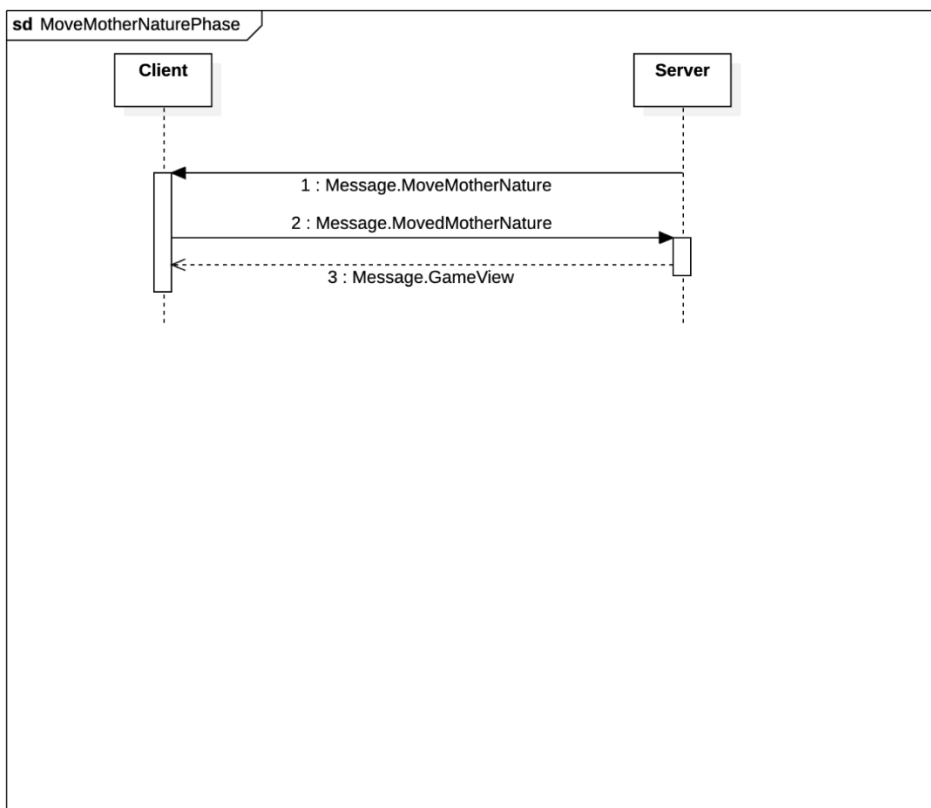 sd MoveMotherNaturePhase
Client
Server
1 : Message.MoveMotherNature
2 : Message.MovedMotherNature
3 : Message.GameView